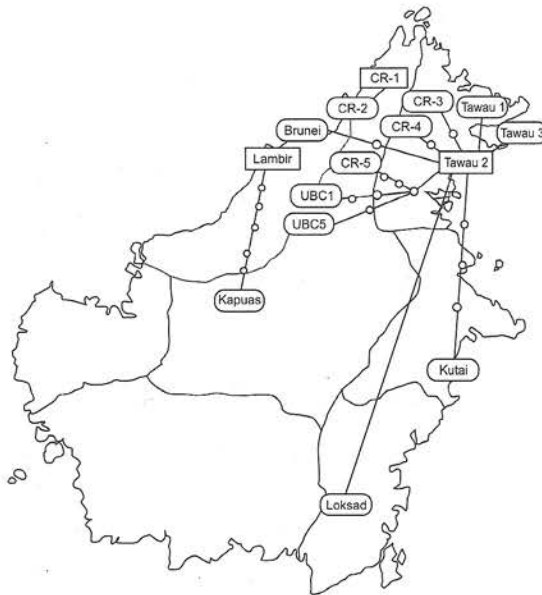 CR-1
CR-2
CR-3
Tawau 1
CR-4
Brunei
Tawau 3
Lambir
CR-5
Tawau 2
UBC1
UBC5
Kapuas
Kutai
Loksad